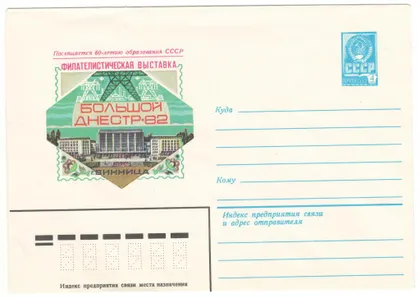 Посвящается 60-летию образования СССР
ФИЛАТЕЛИСТИЧЕСКАЯ ВЫСТАВКА
БОЛЬШОЙ
ДНЕСТР-82
ВИННИЦА
СССР
4
Куда
Кому
Индекс предприятия связи
и адрес отправителя
Индекс предприятия связи места назначения